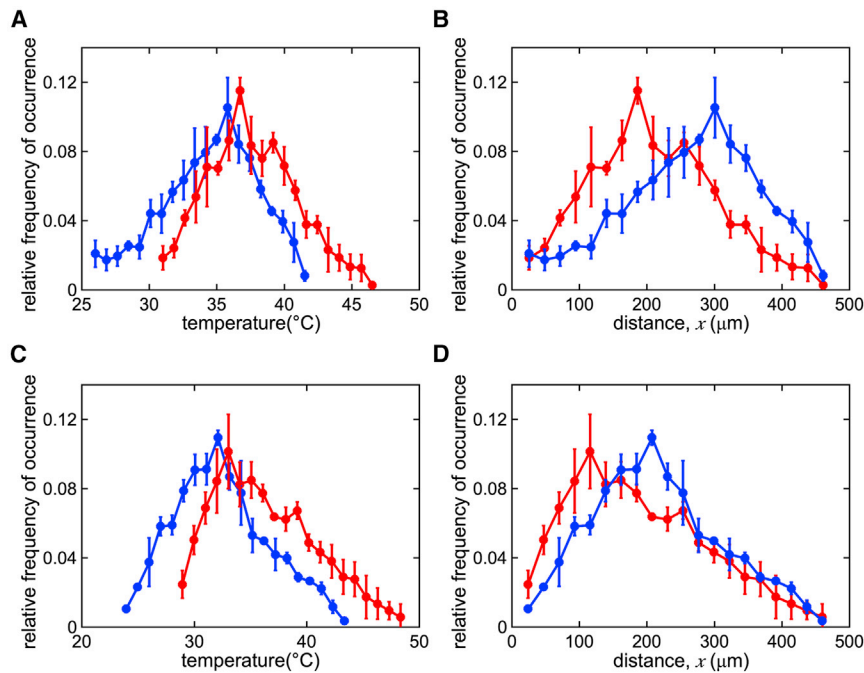 A
B
relative frequency of occurrence
0.12
0.08
0.04
0
25 30 35 40 45 50
temperature(°C)
relative frequency of occurrence
0.12
0.08
0.04
0
0 100 200 300 400 500
distance, x (μm)
C
D
relative frequency of occurrence
0.12
0.08
0.04
0
20 30 40 50
temperature(°C)
relative frequency of occurrence
0.12
0.08
0.04
0
0 100 200 300 400 500
distance, x (μm)